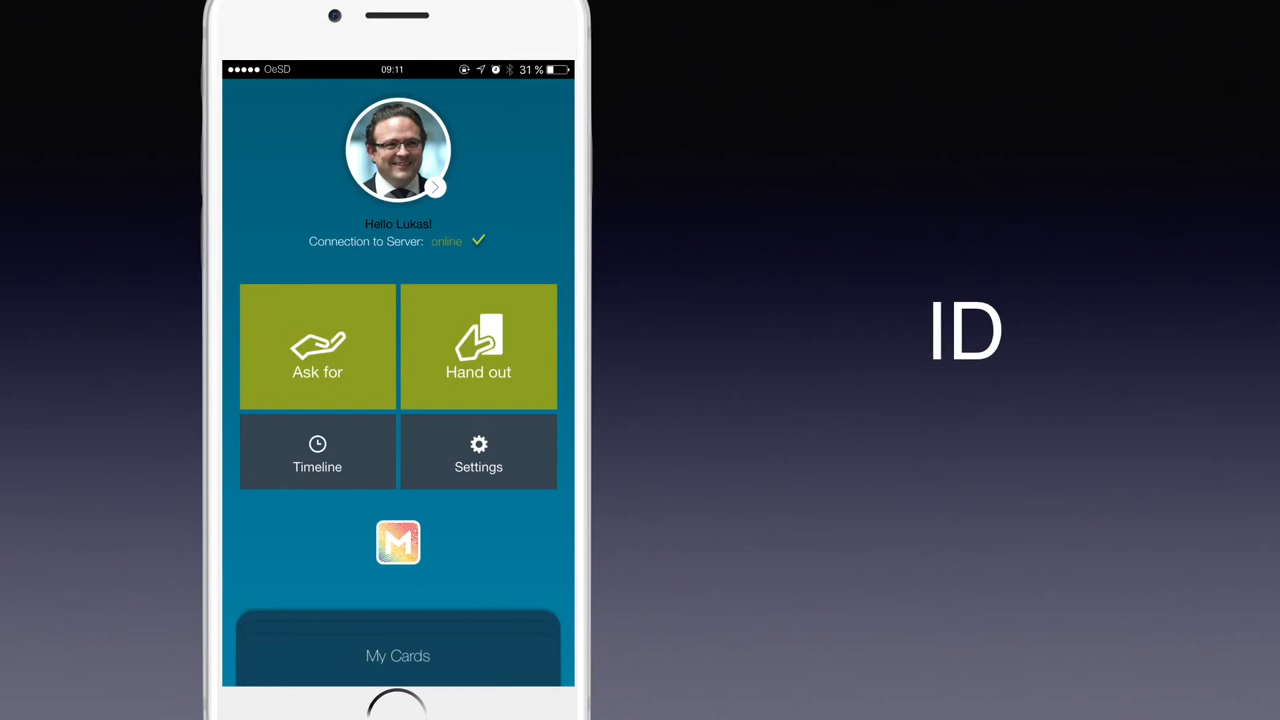 OeSD 09:11 31 %
Hello Lukas!
Connection to Server: online
Ask for
Hand out
Timeline
Settings
M
My Cards
ID